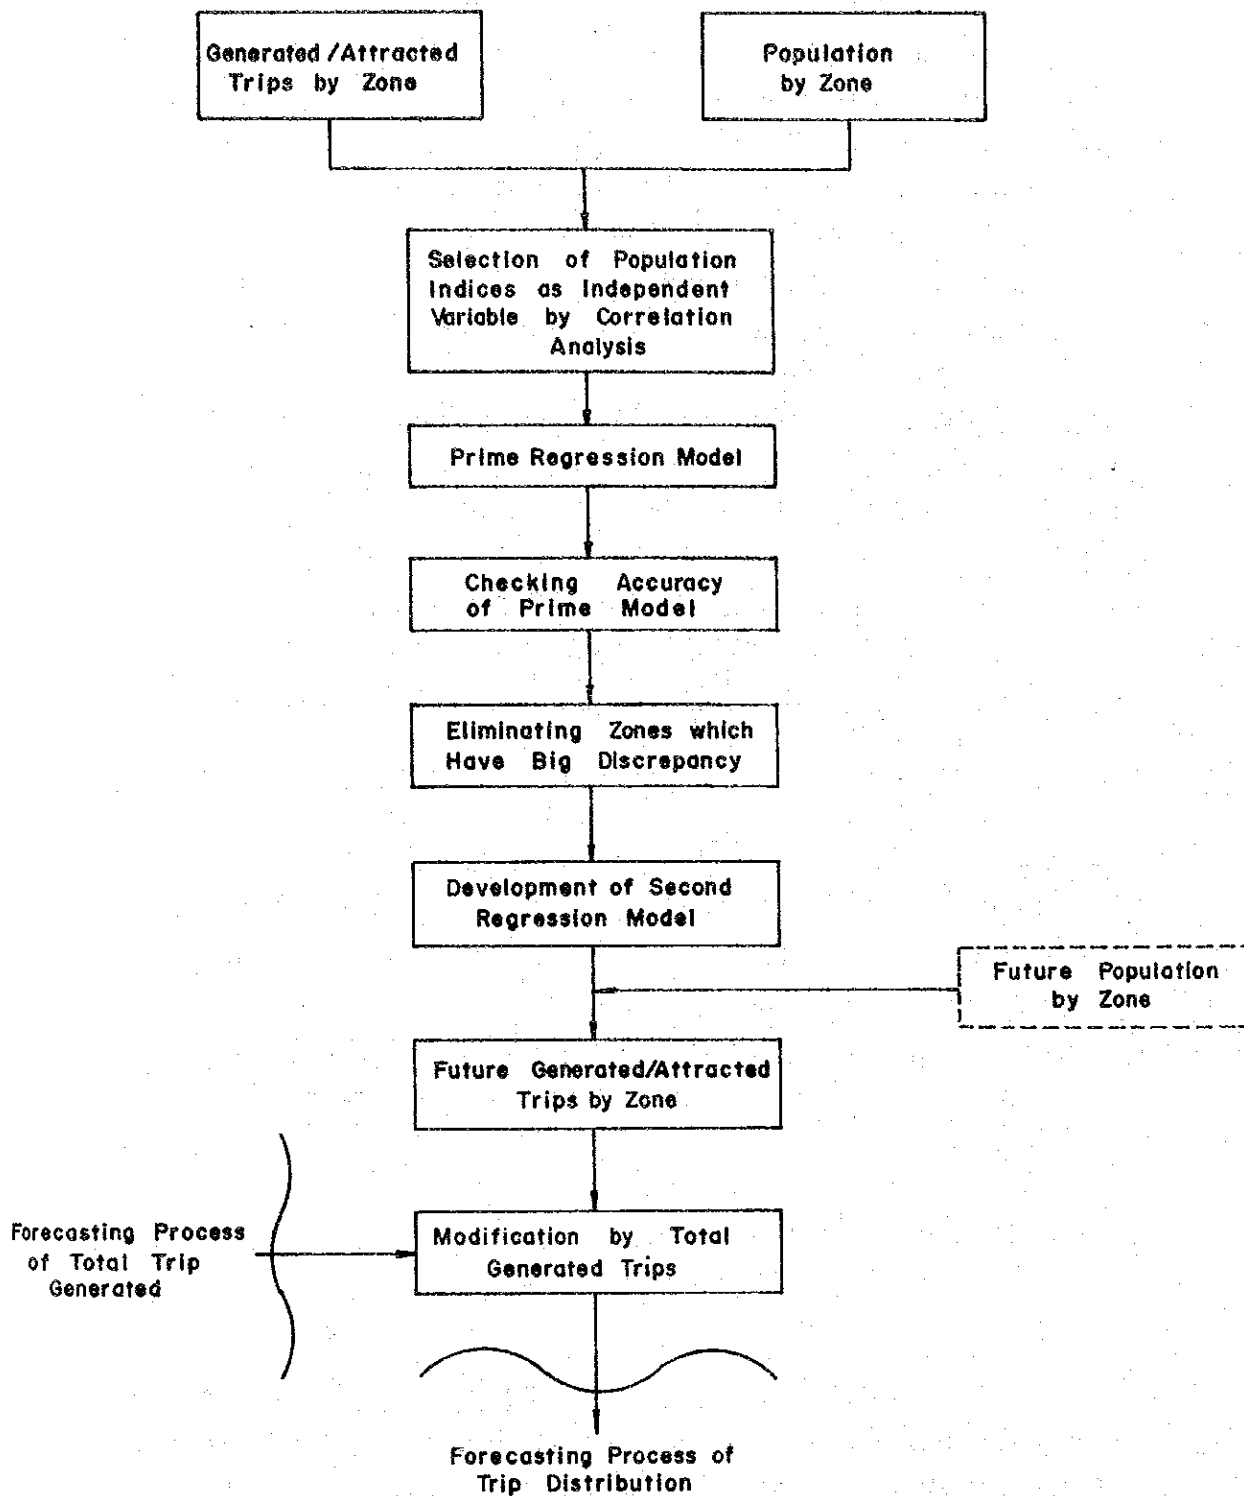 Generated/Attracted
Trips by Zone
Population
by Zone
Selection of Population
Indices as Independent
Variable by Correlation
Analysis
Prime Regression Model
Checking Accuracy
of Prime Model
Eliminating Zones which
Have Big Discrepancy
Development of Second
Regression Model
Future Population
by Zone
Future Generated/Attracted
Trips by Zone
Forecasting Process
of Total Trip
Generated
Modification by Total
Generated Trips
Forecasting Process of
Trip Distribution